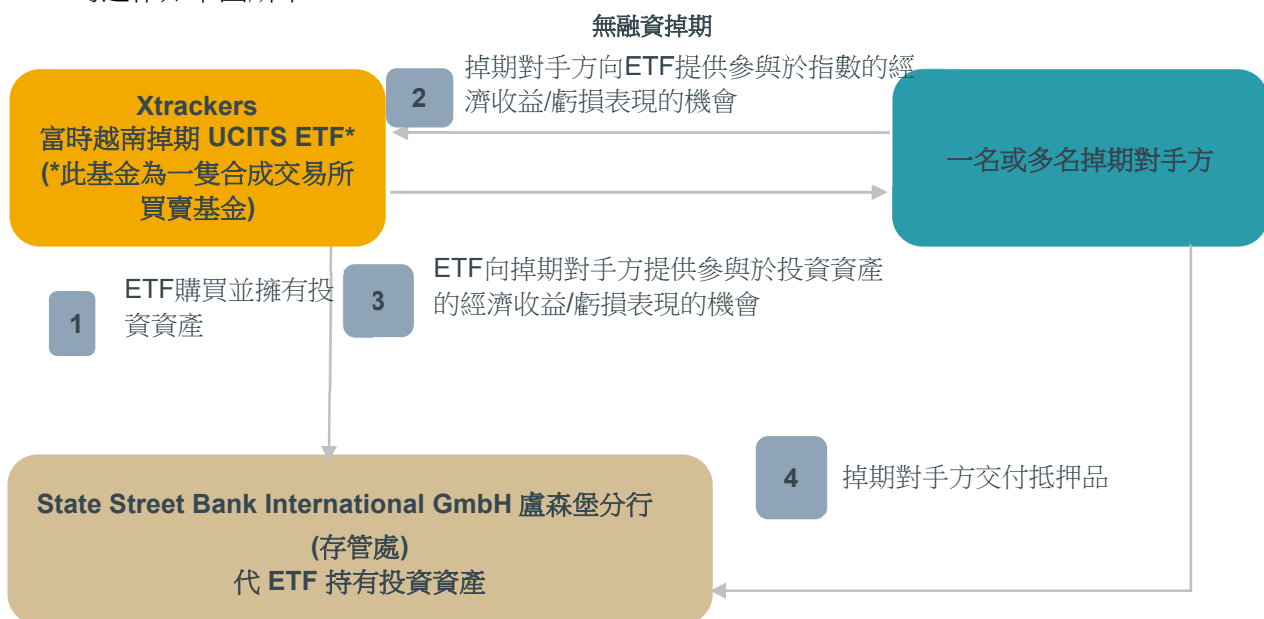 無融資掉期
Xtrackers
富時越南掉期 UCITS ETF*
(*此基金為一隻合成交易所
買賣基金)
2
掉期對手方向ETF提供參與於指數的經
濟收益/虧損表現的機會
一名或多名掉期對手方
1
ETF購買並擁有投
資資產
3
ETF向掉期對手方提供參與於投資資產
的經濟收益/虧損表現的機會
4
掉期對手方交付抵押品
State Street Bank International GmbH 盧森堡分行
(存管處)
代 ETF 持有投資資產